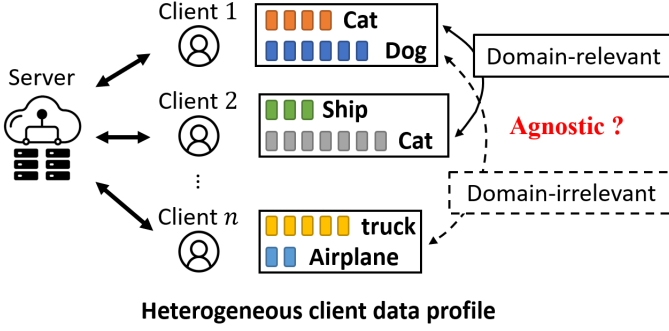 Client 1
Cat
Dog
Domain-relevant
Server
Client 2
Ship
Cat
Agnostic ?
⋮
Domain-irrelevant
Client n
truck
Airplane
Heterogeneous client data profile